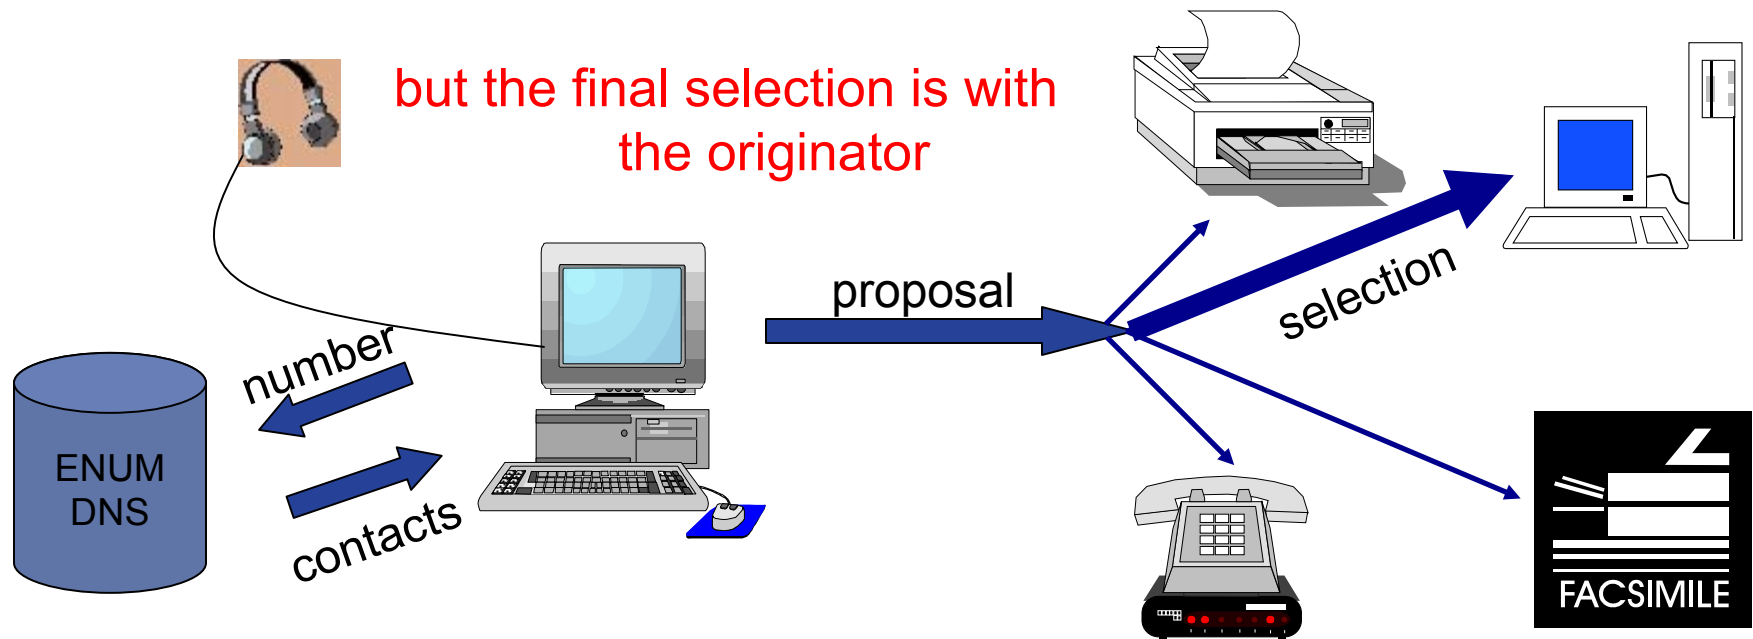 but the final selection is with
the originator
proposal
selection
number
ENUM
DNS
contacts
FACSIMILE